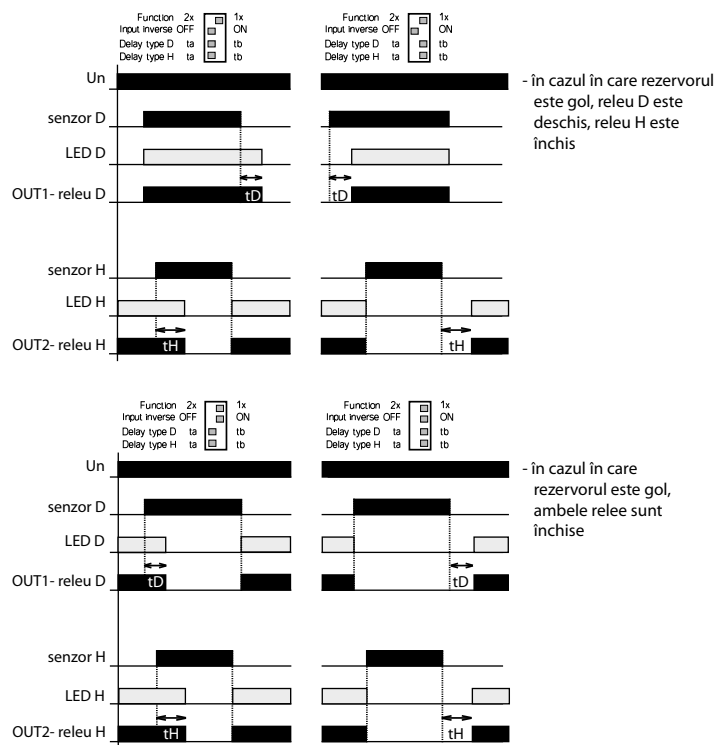 Function 2x 1x
Input inverse OFF ON
Delay type D ta tb
Delay type H ta tb
Function 2x 1x
Input inverse OFF ON
Delay type D ta tb
Delay type H ta tb
Un
senzor D
LED D
OUT1- releu D
tD
tD
senzor H
LED H
OUT2- releu H
tH
tH
- în cazul în care rezervorul
este gol, releu D este
deschis, releu H este
închis
Function 2x 1x
Input inverse OFF ON
Delay type D ta tb
Delay type H ta tb
Function 2x 1x
Input inverse OFF ON
Delay type D ta tb
Delay type H ta tb
Un
senzor D
LED D
OUT1- releu D
tD
tD
senzor H
LED H
OUT2- releu H
tH
tH
- în cazul în care
rezervorul este gol,
ambele relee sunt
închise